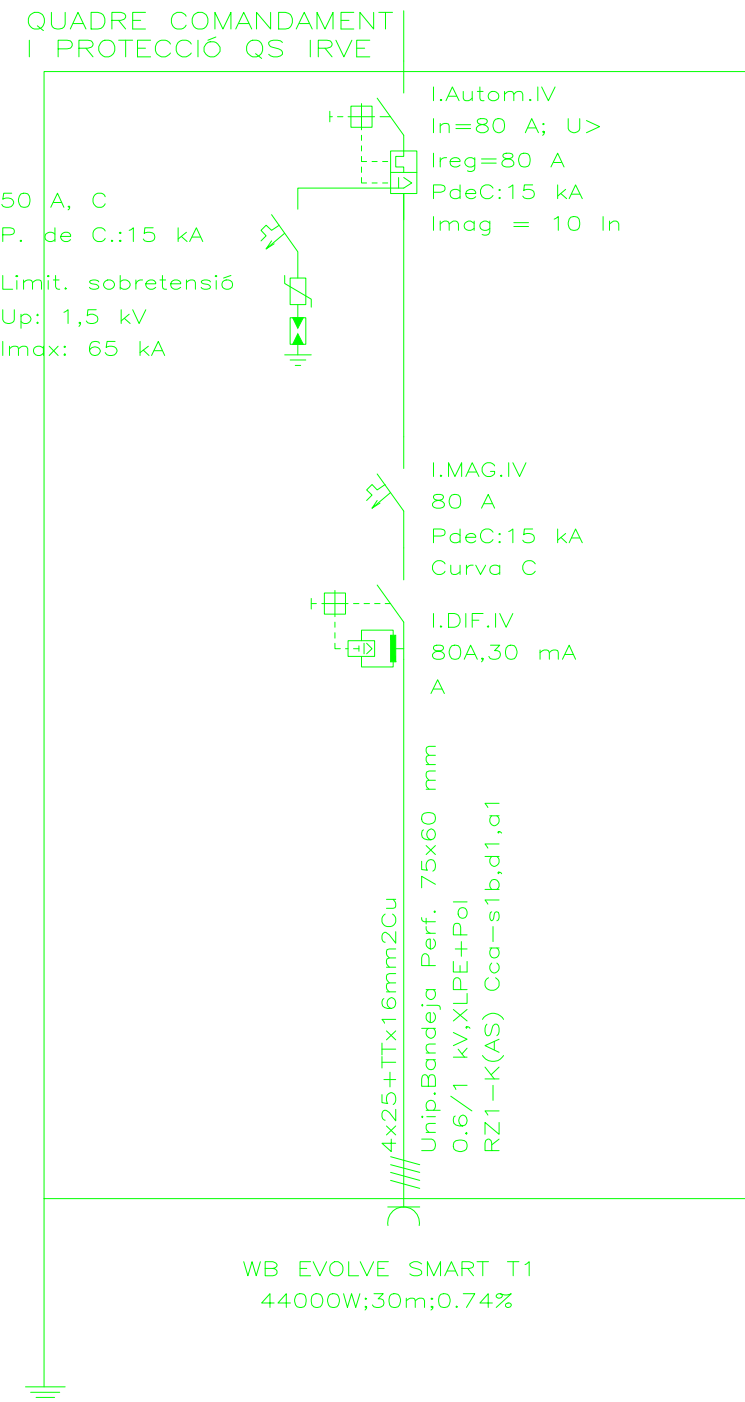 QUADRE COMANDAMENT
I PROTECCIÓ QS IRVE
I.Autom.IV
In=80 A; U>
Ireg=80 A
PdeC:15 kA
Imag = 10 In
50 A, C
P. de C.:15 kA
Limit. sobretensió
Up: 1,5 kV
Imax: 65 kA
I.MAG.IV
80 A
PdeC:15 kA
Curva C
I.DIF.IV
80A,30 mA
A
4x25+TTx16mm2Cu
Unip.Bandeja Perf. 75x60 mm
0.6/1 kV,XLPE+Pol
RZ1-K(AS) Cca-s1b,d1,a1
WB EVOLVE SMART T1
44000W;30m;0.74%